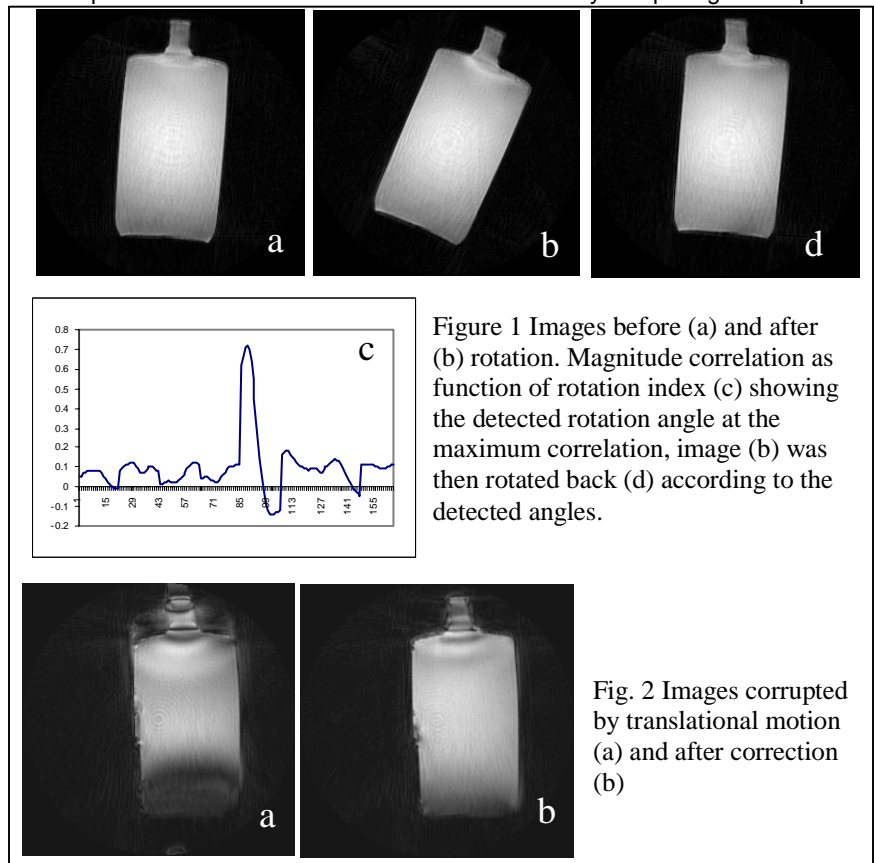 a
b
d
0.8
0.7
0.6
0.5
0.4
0.3
0.2
0.1
0
-0.1
-0.2
c
1
15
29
43
57
71
85
99
113
127
141
155
Figure 1 Images before (a) and after
(b) rotation. Magnitude correlation as
function of rotation index (c) showing
the detected rotation angle at the
maximum correlation, image (b) was
then rotated back (d) according to the
detected angles.
a
b
Fig. 2 Images corrupted
by translational motion
(a) and after correction
(b)